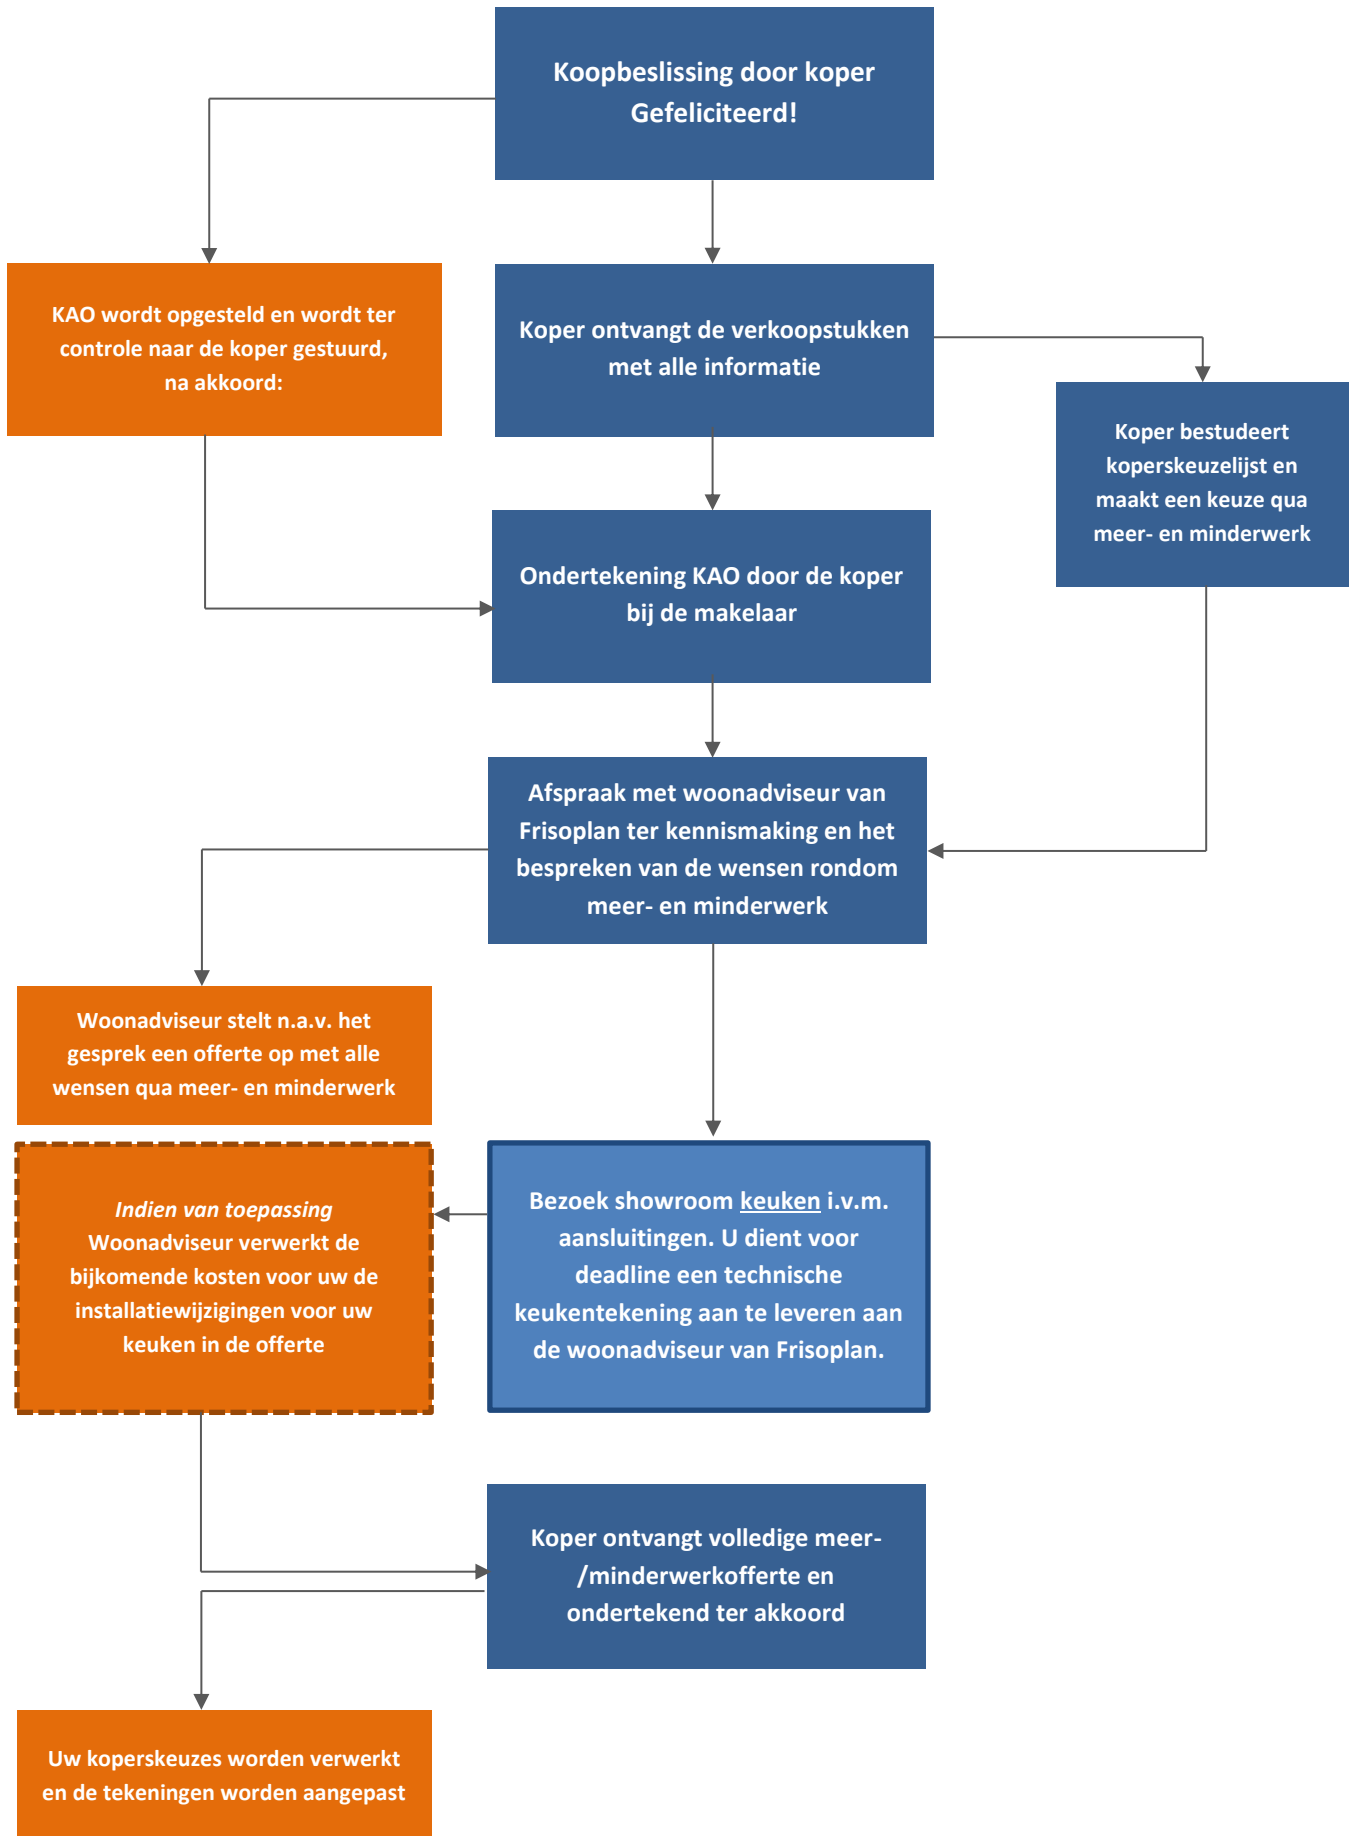 Koopbeslissing door koper
Gefeliciteerd!
KAO wordt opgesteld en wordt ter
controle naar de koper gestuurd,
na akkoord:
Koper ontvangt de verkoopstukken
met alle informatie
Koper bestudeert
koperskeuzelijst en
maakt een keuze qua
meer- en minderwerk
Ondertekening KAO door de koper
bij de makelaar
Afspraak met woonadviseur van
Frisoplan ter kennismaking en het
bespreken van de wensen rondom
meer- en minderwerk
Woonadviseur stelt n.a.v. het
gesprek een offerte op met alle
wensen qua meer- en minderwerk
Indien van toepassing
Woonadviseur verwerkt de
bijkomende kosten voor uw de
installatiewijzigingen voor uw
keuken in de offerte
Bezoek showroom keuken i.v.m.
aansluitingen. U dient voor
deadline een technische
keukentekening aan te leveren aan
de woonadviseur van Frisoplan.
Koper ontvangt volledige meer-
/minderwerkofferte en
ondertekend ter akkoord
Uw koperskeuzes worden verwerkt
en de tekeningen worden aangepast